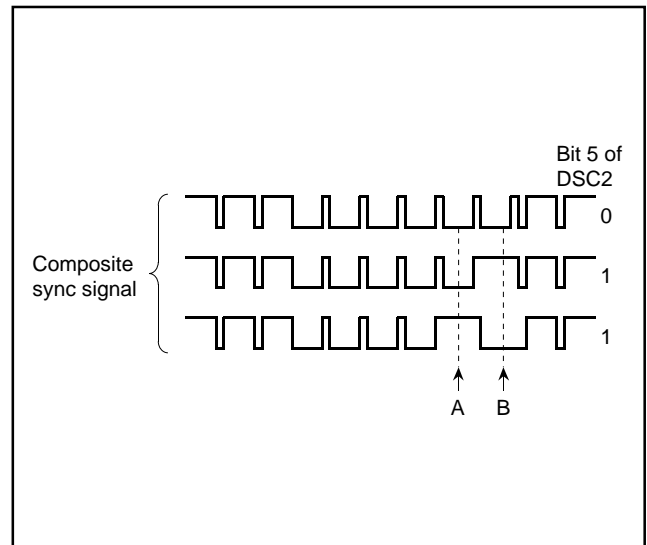 Bit 5 of
DSC2
0
Composite
sync signal
1
1
A B